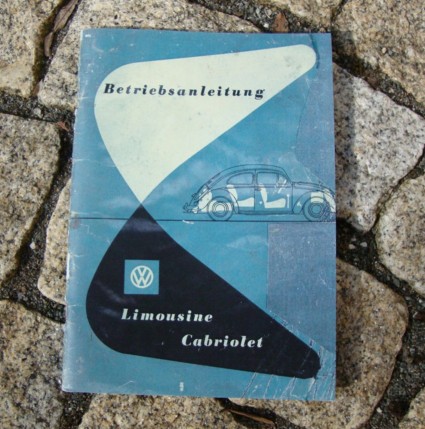 Betriebsanleitung
VW
Limousine
Cabriolet